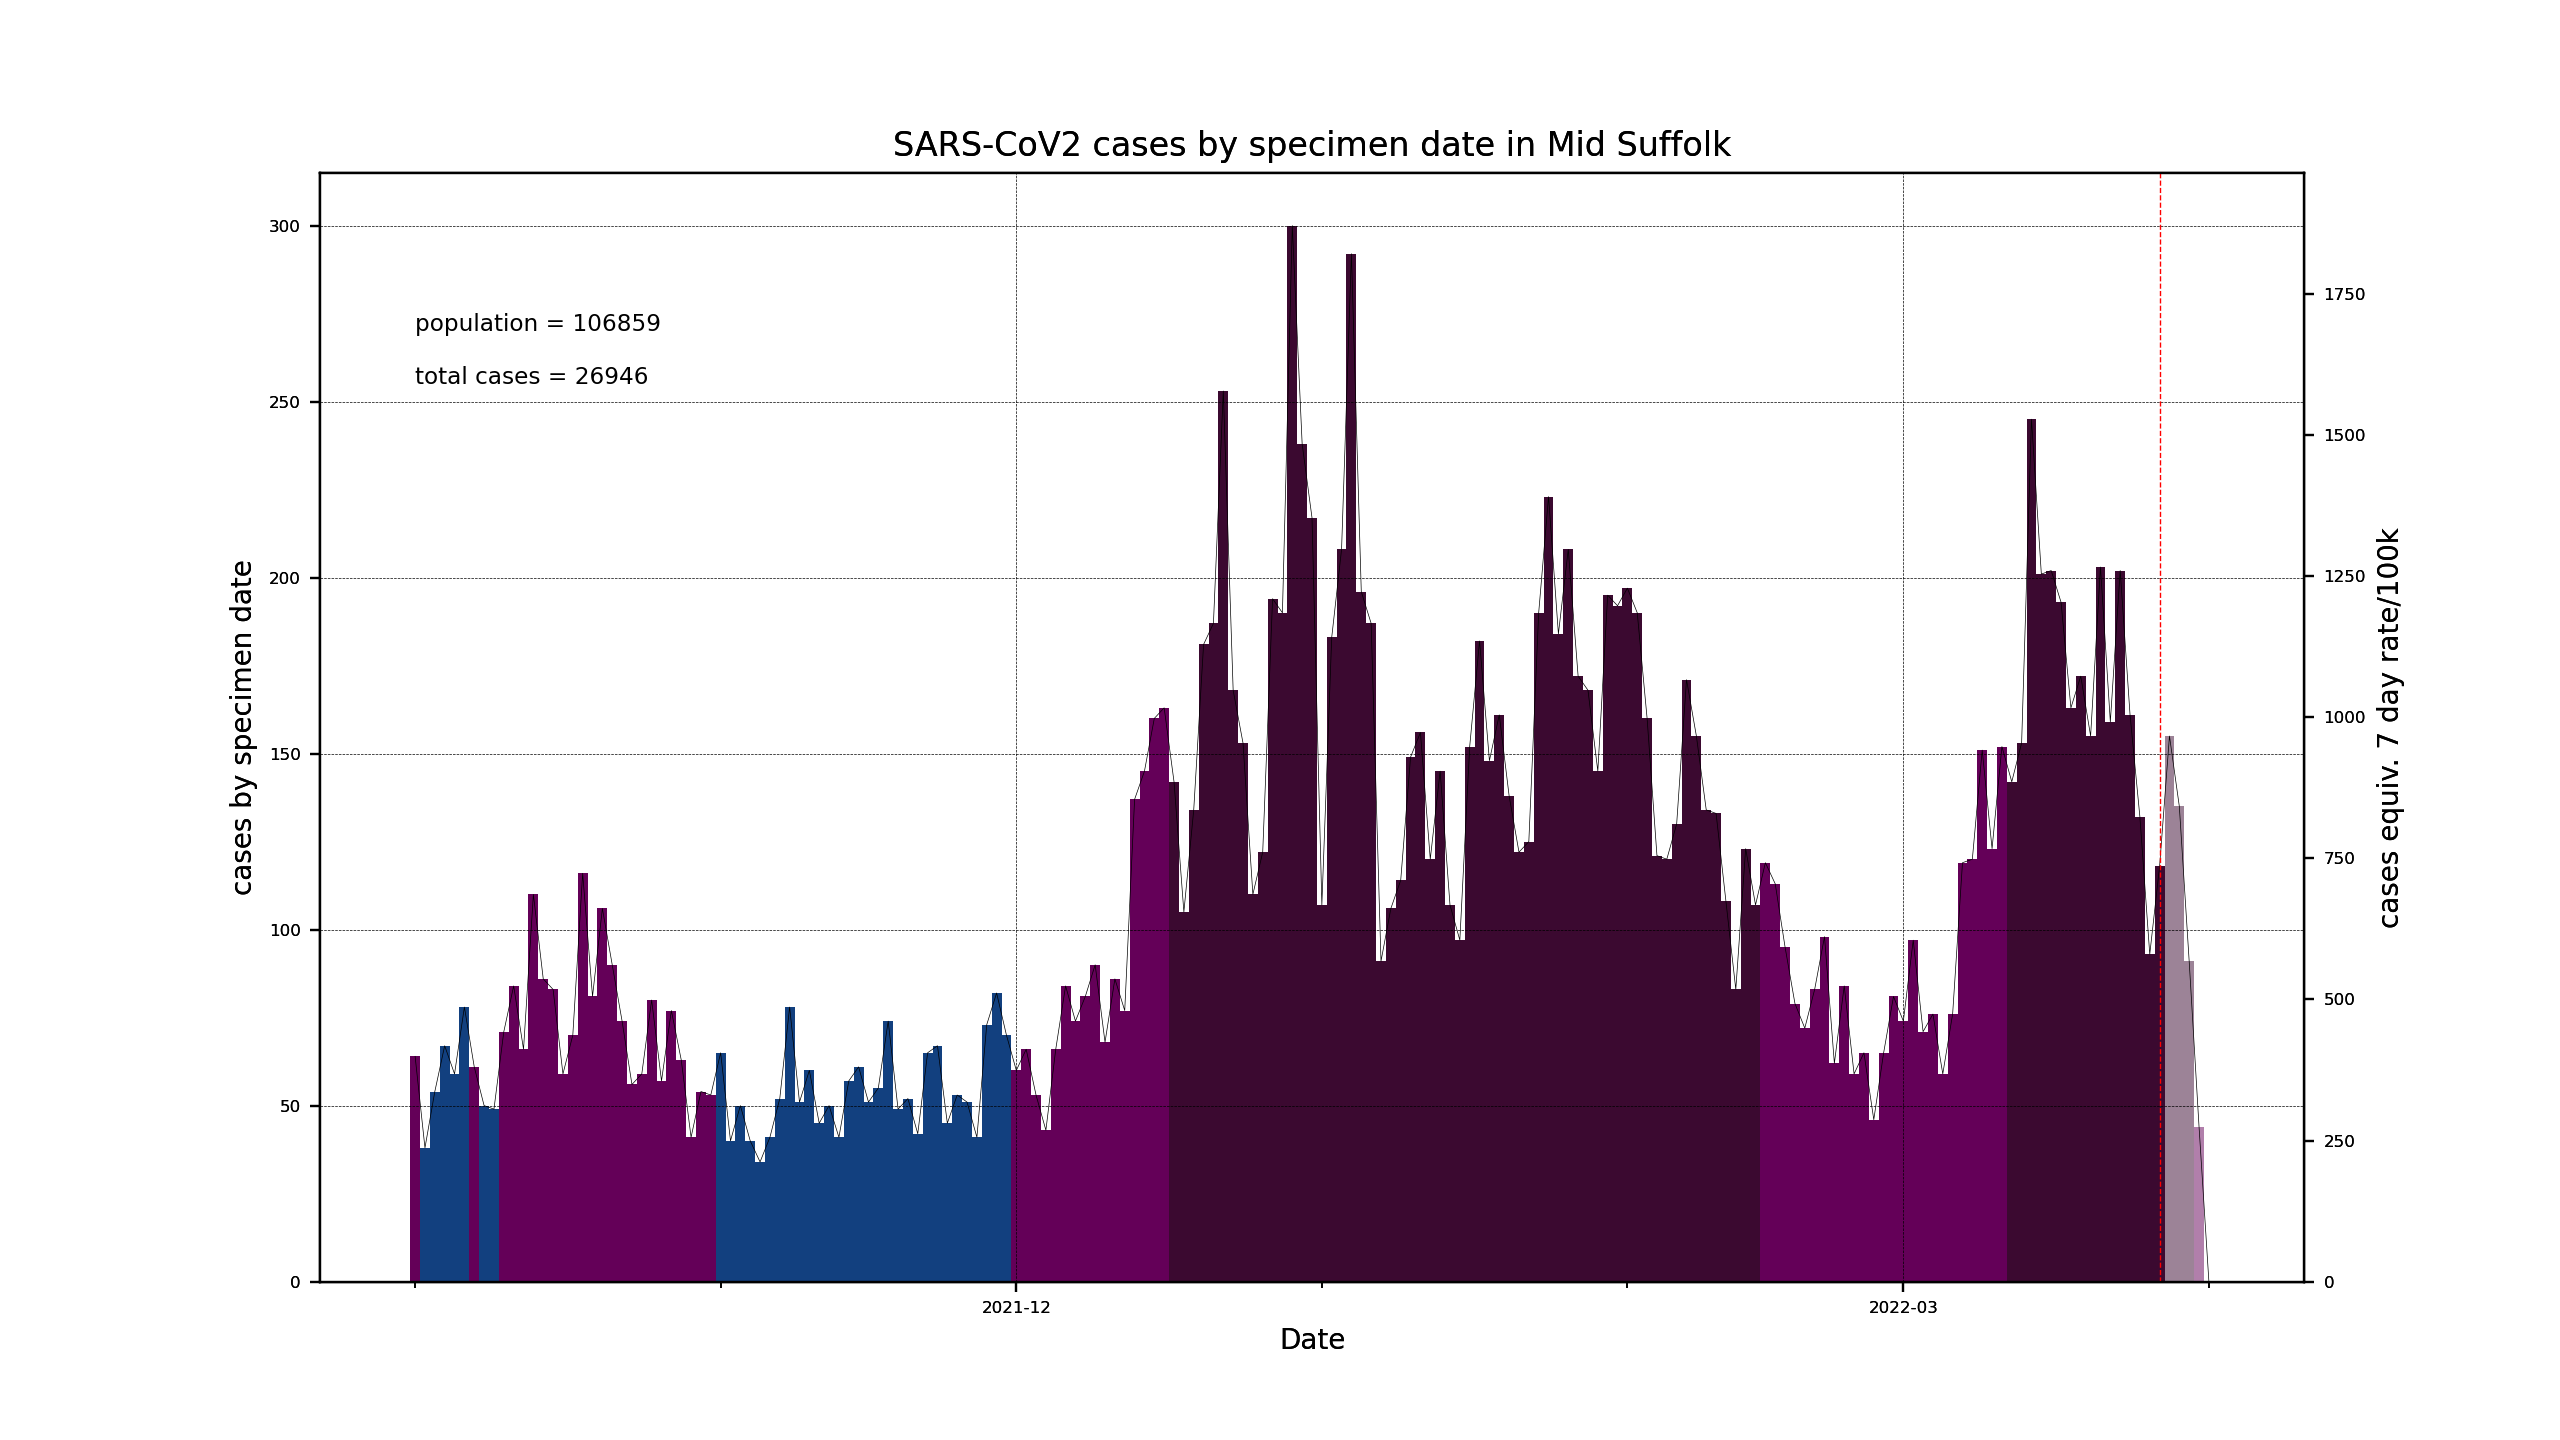 SARS-CoV2 cases by specimen date in Mid Suffolk
population = 106859
total cases = 26946
cases by specimen date
300
250
200
150
100
50
0
1750
1500
1250
1000
750
500
250
0
cases equiv. 7 day rate/100k
2021-12
2022-03
Date